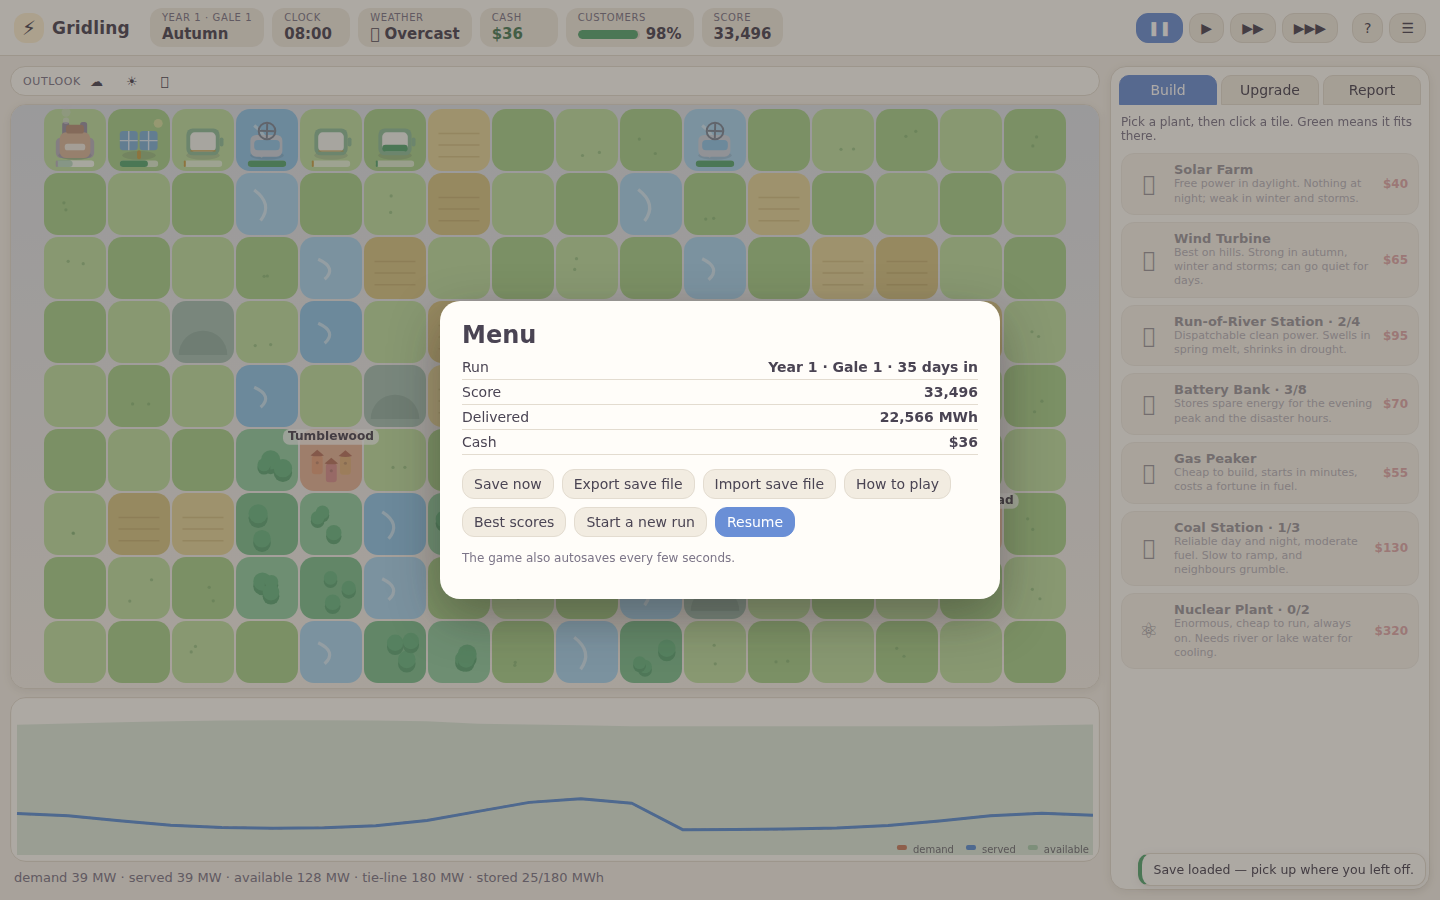 Gridling
YEAR 1 · GALE 1
Autumn
CLOCK
08:00
WEATHER
Overcast
CASH
$36
CUSTOMERS
98%
SCORE
33,496
?
OUTLOOK
Build
Upgrade
Report
Pick a plant, then click a tile. Green means it fits
there.
Solar Farm
Free power in daylight. Nothing at
night; weak in winter and storms.
$40
Wind Turbine
Best on hills. Strong in autumn,
winter and storms; can go quiet for
days.
$65
Run-of-River Station · 2/4
Dispatchable clean power. Swells in
spring melt, shrinks in drought.
$95
Battery Bank · 3/8
Stores spare energy for the evening
peak and the disaster hours.
$70
Gas Peaker
Cheap to build, starts in minutes,
costs a fortune in fuel.
$55
Coal Station · 1/3
Reliable day and night, moderate
fuel. Slow to ramp, and
neighbours grumble.
$130
Nuclear Plant · 0/2
Enormous, cheap to run, always
on. Needs river or lake water for
cooling.
$320
Tumblewood
ad
Menu
Run
Year 1 · Gale 1 · 35 days in
Score
33,496
Delivered
22,566 MWh
Cash
$36
Save now
Export save file
Import save file
How to play
Best scores
Start a new run
Resume
The game also autosaves every few seconds.
demand
served
available
demand 39 MW · served 39 MW · available 128 MW · tie-line 180 MW · stored 25/180 MWh
Save loaded — pick up where you left off.